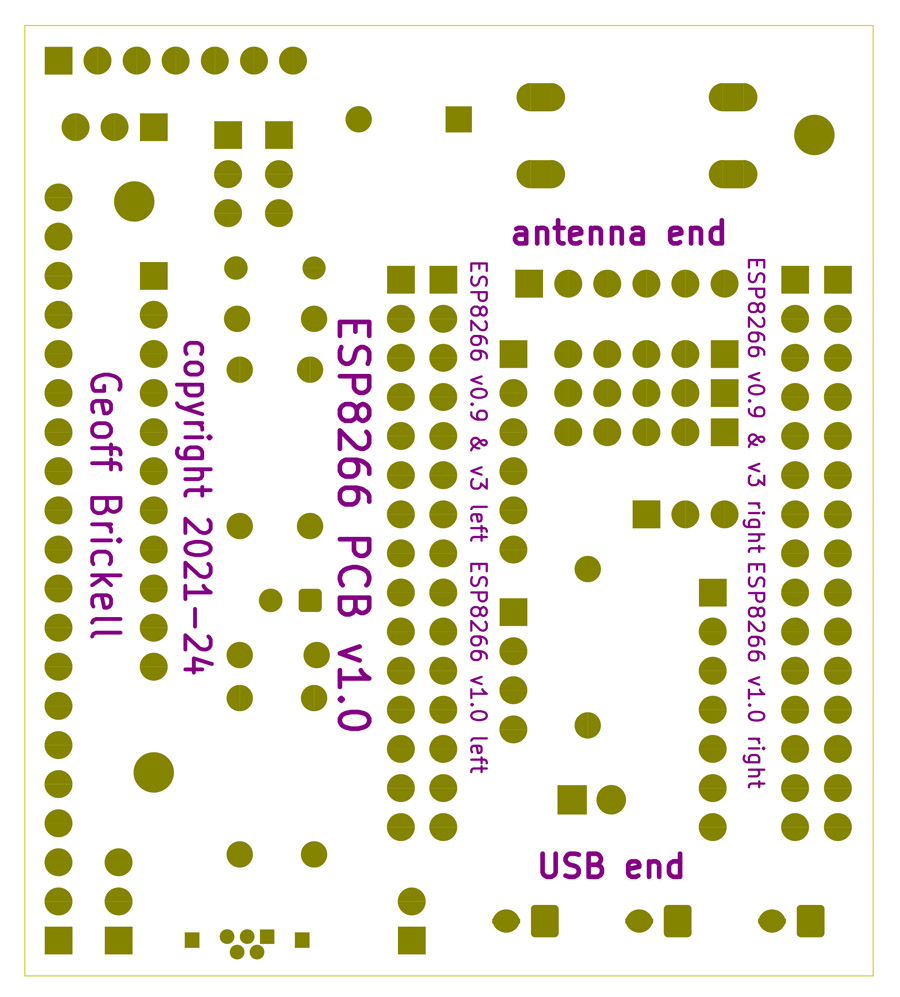 antenna end
Geoff Brickell
copyright 2021-24
ESP8266 PCB v1.0
ESP8266 v0.9 & v3 left
ESP8266 v1.0 left
ESP8266 v0.9 & v3 right
ESP8266 v1.0 right
USB end